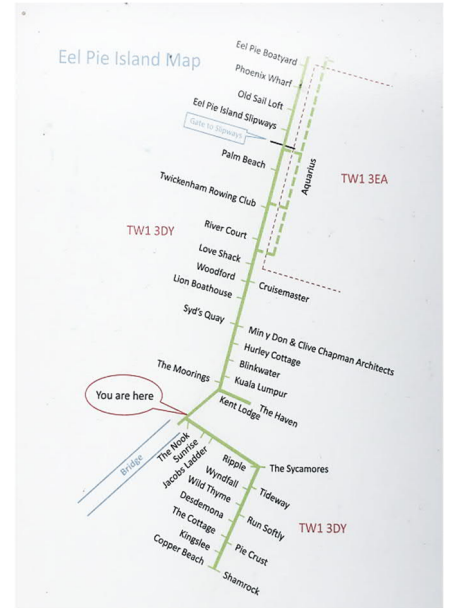 Eel Pie Island Map
Eel Pie Boatyard
Phoenix Wharf
Old Sail Loft
Eel Pie Island Slipways
Gate to Slipways
Palm Beach
Aquarius
TW1 3EA
Twickenham Rowing Club
River Court
TW1 3DY
Love Shack
Woodford
Cruisemaster
Lion Boathouse
Syd's Quay
Min y Don & Clive Chapman Architects
Hurley Cottage
Blinkwater
The Moorings
Kuala Lumpur
Kent Lodge
The Haven
You are here
Bridge
The Nook
Sunrise
Jacobs Ladder
Ripple
The Sycamores
Wyndfall
Tideway
Wild Thyme
Desdemona
Run Softly
TW1 3DY
The Cottage
Kingslee
Pie Crust
Copper Beach
Shamrock